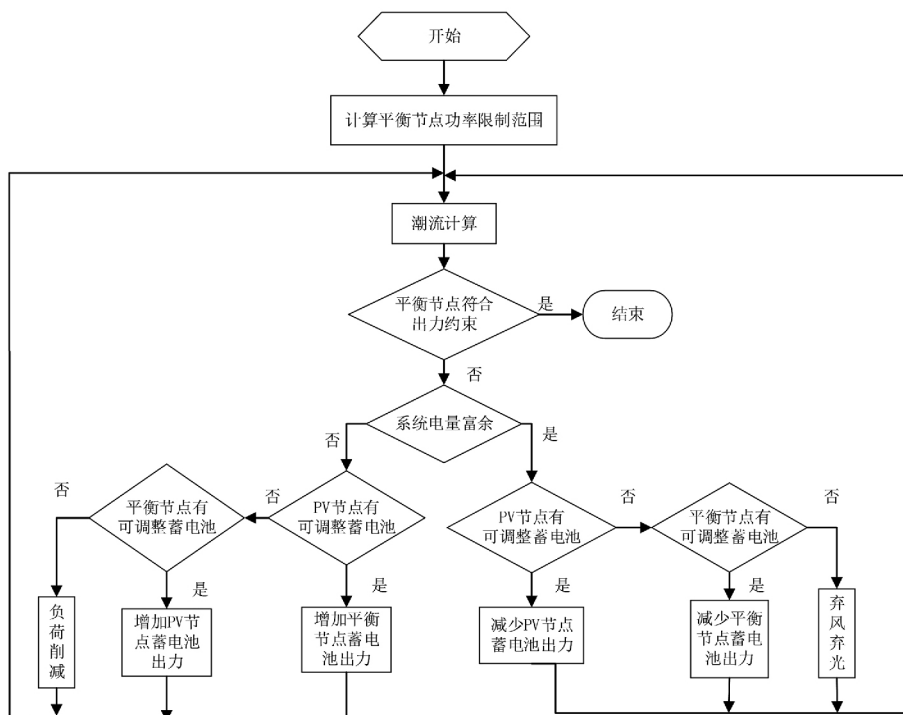 开始
计算平衡节点功率限制范围
潮流计算
平衡节点符合
出力约束
是
结束
否
系统电量富余
否
是
否
平衡节点有
可调整蓄电池
否
PV节点有
可调整蓄电池
PV节点有
可调整蓄电池
否
平衡节点有
可调整蓄电池
否
是
是
是
是
负
荷
削
减
增加PV节
点蓄电池
出力
增加平衡
节点蓄电
池出力
减少PV节点
蓄电池出力
减少平衡
节点蓄电
池出力
弃
风
弃
光